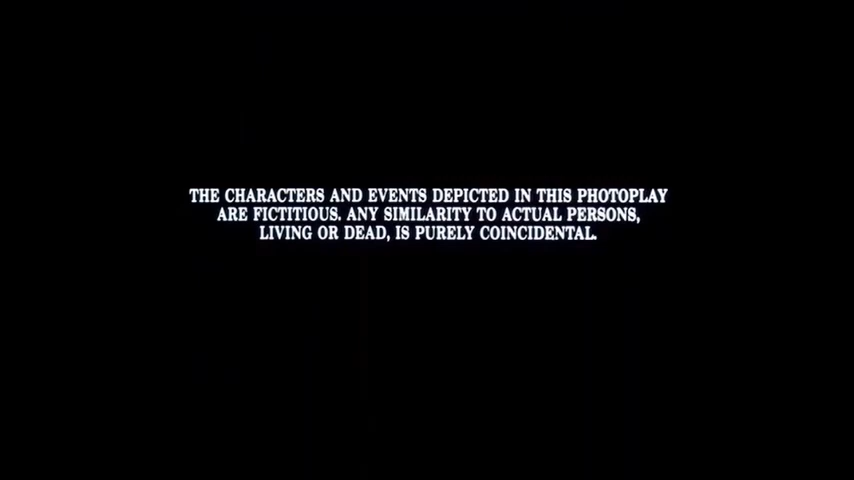 THE CHARACTERS AND EVENTS DEPICTED IN THIS PHOTOPLAY
ARE FICTITIOUS. ANY SIMILARITY TO ACTUAL PERSONS,
LIVING OR DEAD, IS PURELY COINCIDENTAL.